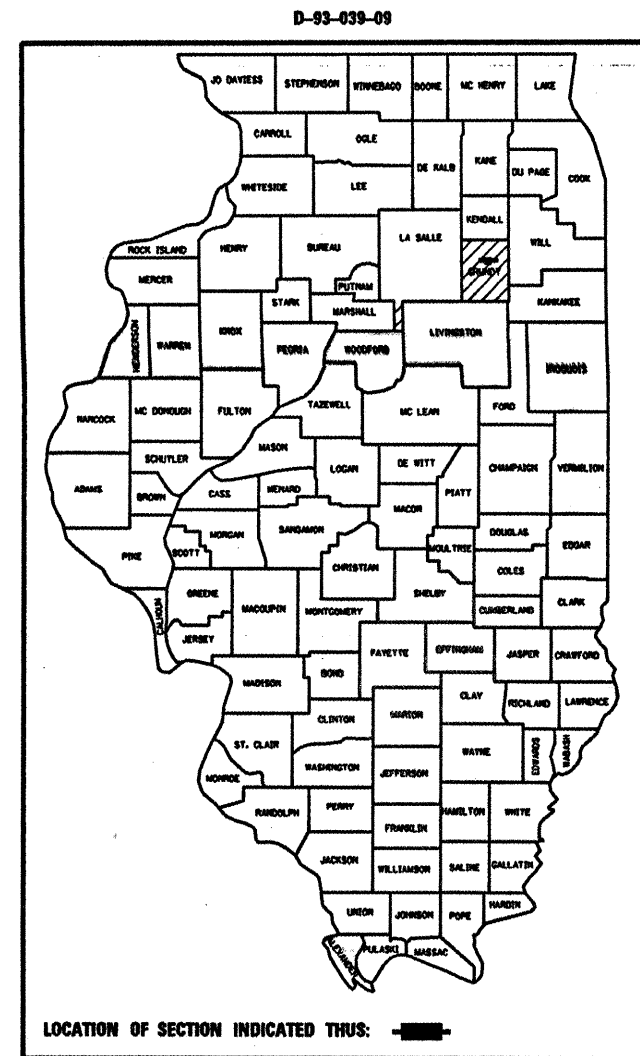 D-93-039-09
JO DAVIESS STEPHENSON WINNEBAGO BOONE MC HENRY LAKE
CARROLL OGLE DE KALB KANE DU PAGE COOK
WHITESIDE LEE KENDALL
ROCK ISLAND HENRY BUREAU LA SALLE WILL
MERCER PUTNAM GRUNDY
STARK MARSHALL KANKAKEE
HENDERSON WARREN KNOX PEORIA WOODFORD LIVINGSTON IROQUOIS
HANCOCK MC DONOUGH FULTON TAZEWELL MC LEAN FORD
SCHUYLER MASON LOGAN DE WITT CHAMPAIGN VERMILION
ADAMS BROWN CASS MENARD MACON PIATT
PIKE SCOTT MORGAN SANGAMON CHRISTIAN MOULTRIE DOUGLAS EDGAR
COLES
CALHOUN GREENE MACOUPIN MONTGOMERY SHELBY CUMBERLAND CLARK
JERSEY FAYETTE EFFINGHAM JASPER CRAWFORD
MADISON BOND CLAY RICHLAND LAWRENCE
CLINTON MARION
ST. CLAIR WASHINGTON JEFFERSON WAYNE EDWARDS WABASH
MONROE
RANDOLPH PERRY HAMILTON WHITE
FRANKLIN
JACKSON WILLIAMSON SALINE GALLATIN
UNION JOHNSON POPE HARDIN
ALEXANDER PULASKI MASSAC
LOCATION OF SECTION INDICATED THUS: